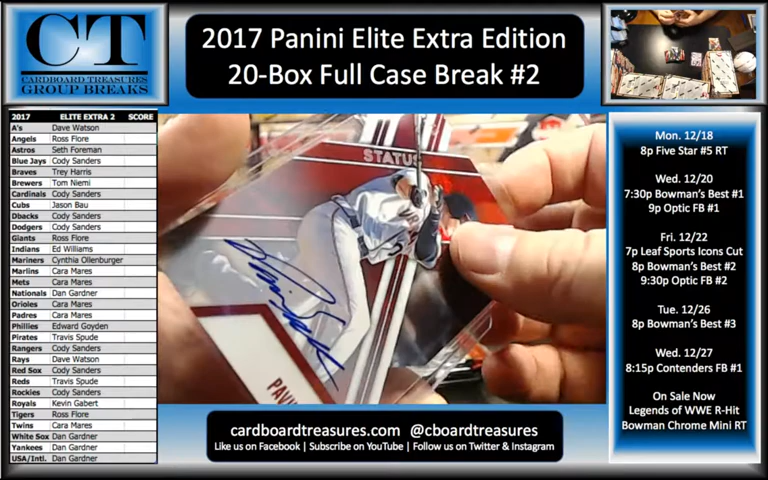 CT
CARDBOARD TREASURES
GROUP BREAKS
2017 Panini Elite Extra Edition
20-Box Full Case Break #2
2017 ELITE EXTRA 2 SCORE
A's Dave Watson
Angels Ross Flore
Astros Seth Foreman
Blue Jays Cody Sanders
Braves Trey Harris
Brewers Tom Niemi
Cardinals Cody Sanders
Cubs Jason Bau
Dbacks Cody Sanders
Dodgers Cody Sanders
Giants Ross Flore
Indians Ed Williams
Mariners Cynthia Ollenburger
Marlins Cara Mares
Mets Cara Mares
Nationals Dan Gardner
Orioles Cara Mares
Padres Cara Mares
Phillies Edward Goyden
Pirates Travis Spude
Rangers Cody Sanders
Rays Dave Watson
Red Sox Cody Sanders
Reds Travis Spude
Rockies Cody Sanders
Royals Kevin Gabert
Tigers Ross Flore
Twins Cara Mares
White Sox Dan Gardner
Yankees Dan Gardner
USA/Intl. Dan Gardner
STATUS
Mon. 12/18
8p Five Star #5 RT
Wed. 12/20
7:30p Bowman's Best #1
9p Optic FB #1
Fri. 12/22
7p Leaf Sports Icons Cut
8p Bowman's Best #2
9:30p Optic FB #2
Tue. 12/26
8p Bowman's Best #3
Wed. 12/27
8:15p Contenders FB #1
On Sale Now
Legends of WWE R-Hit
Bowman Chrome Mini RT
cardboardtreasures.com @cboardtreasures
Like us on Facebook | Subscribe on YouTube | Follow us on Twitter & Instagram